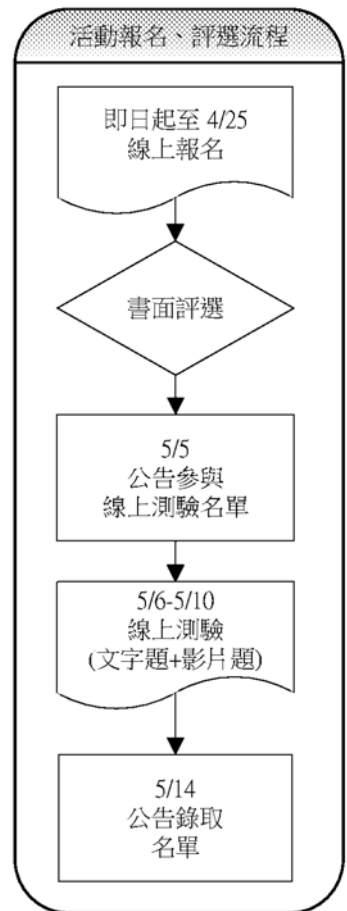 活動報名、評選流程
即日起至 4/25
線上報名
書面評選
5/5
公告參與
線上測驗名單
5/6-5/10
線上測驗
(文字題+影片題)
5/14
公告錄取
名單